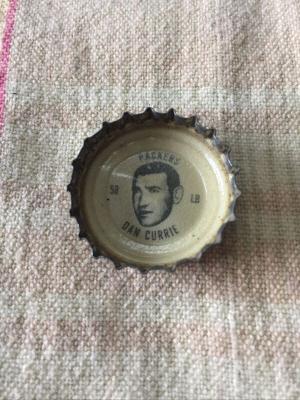 PACKERS
58 LB
DAN CURRIE